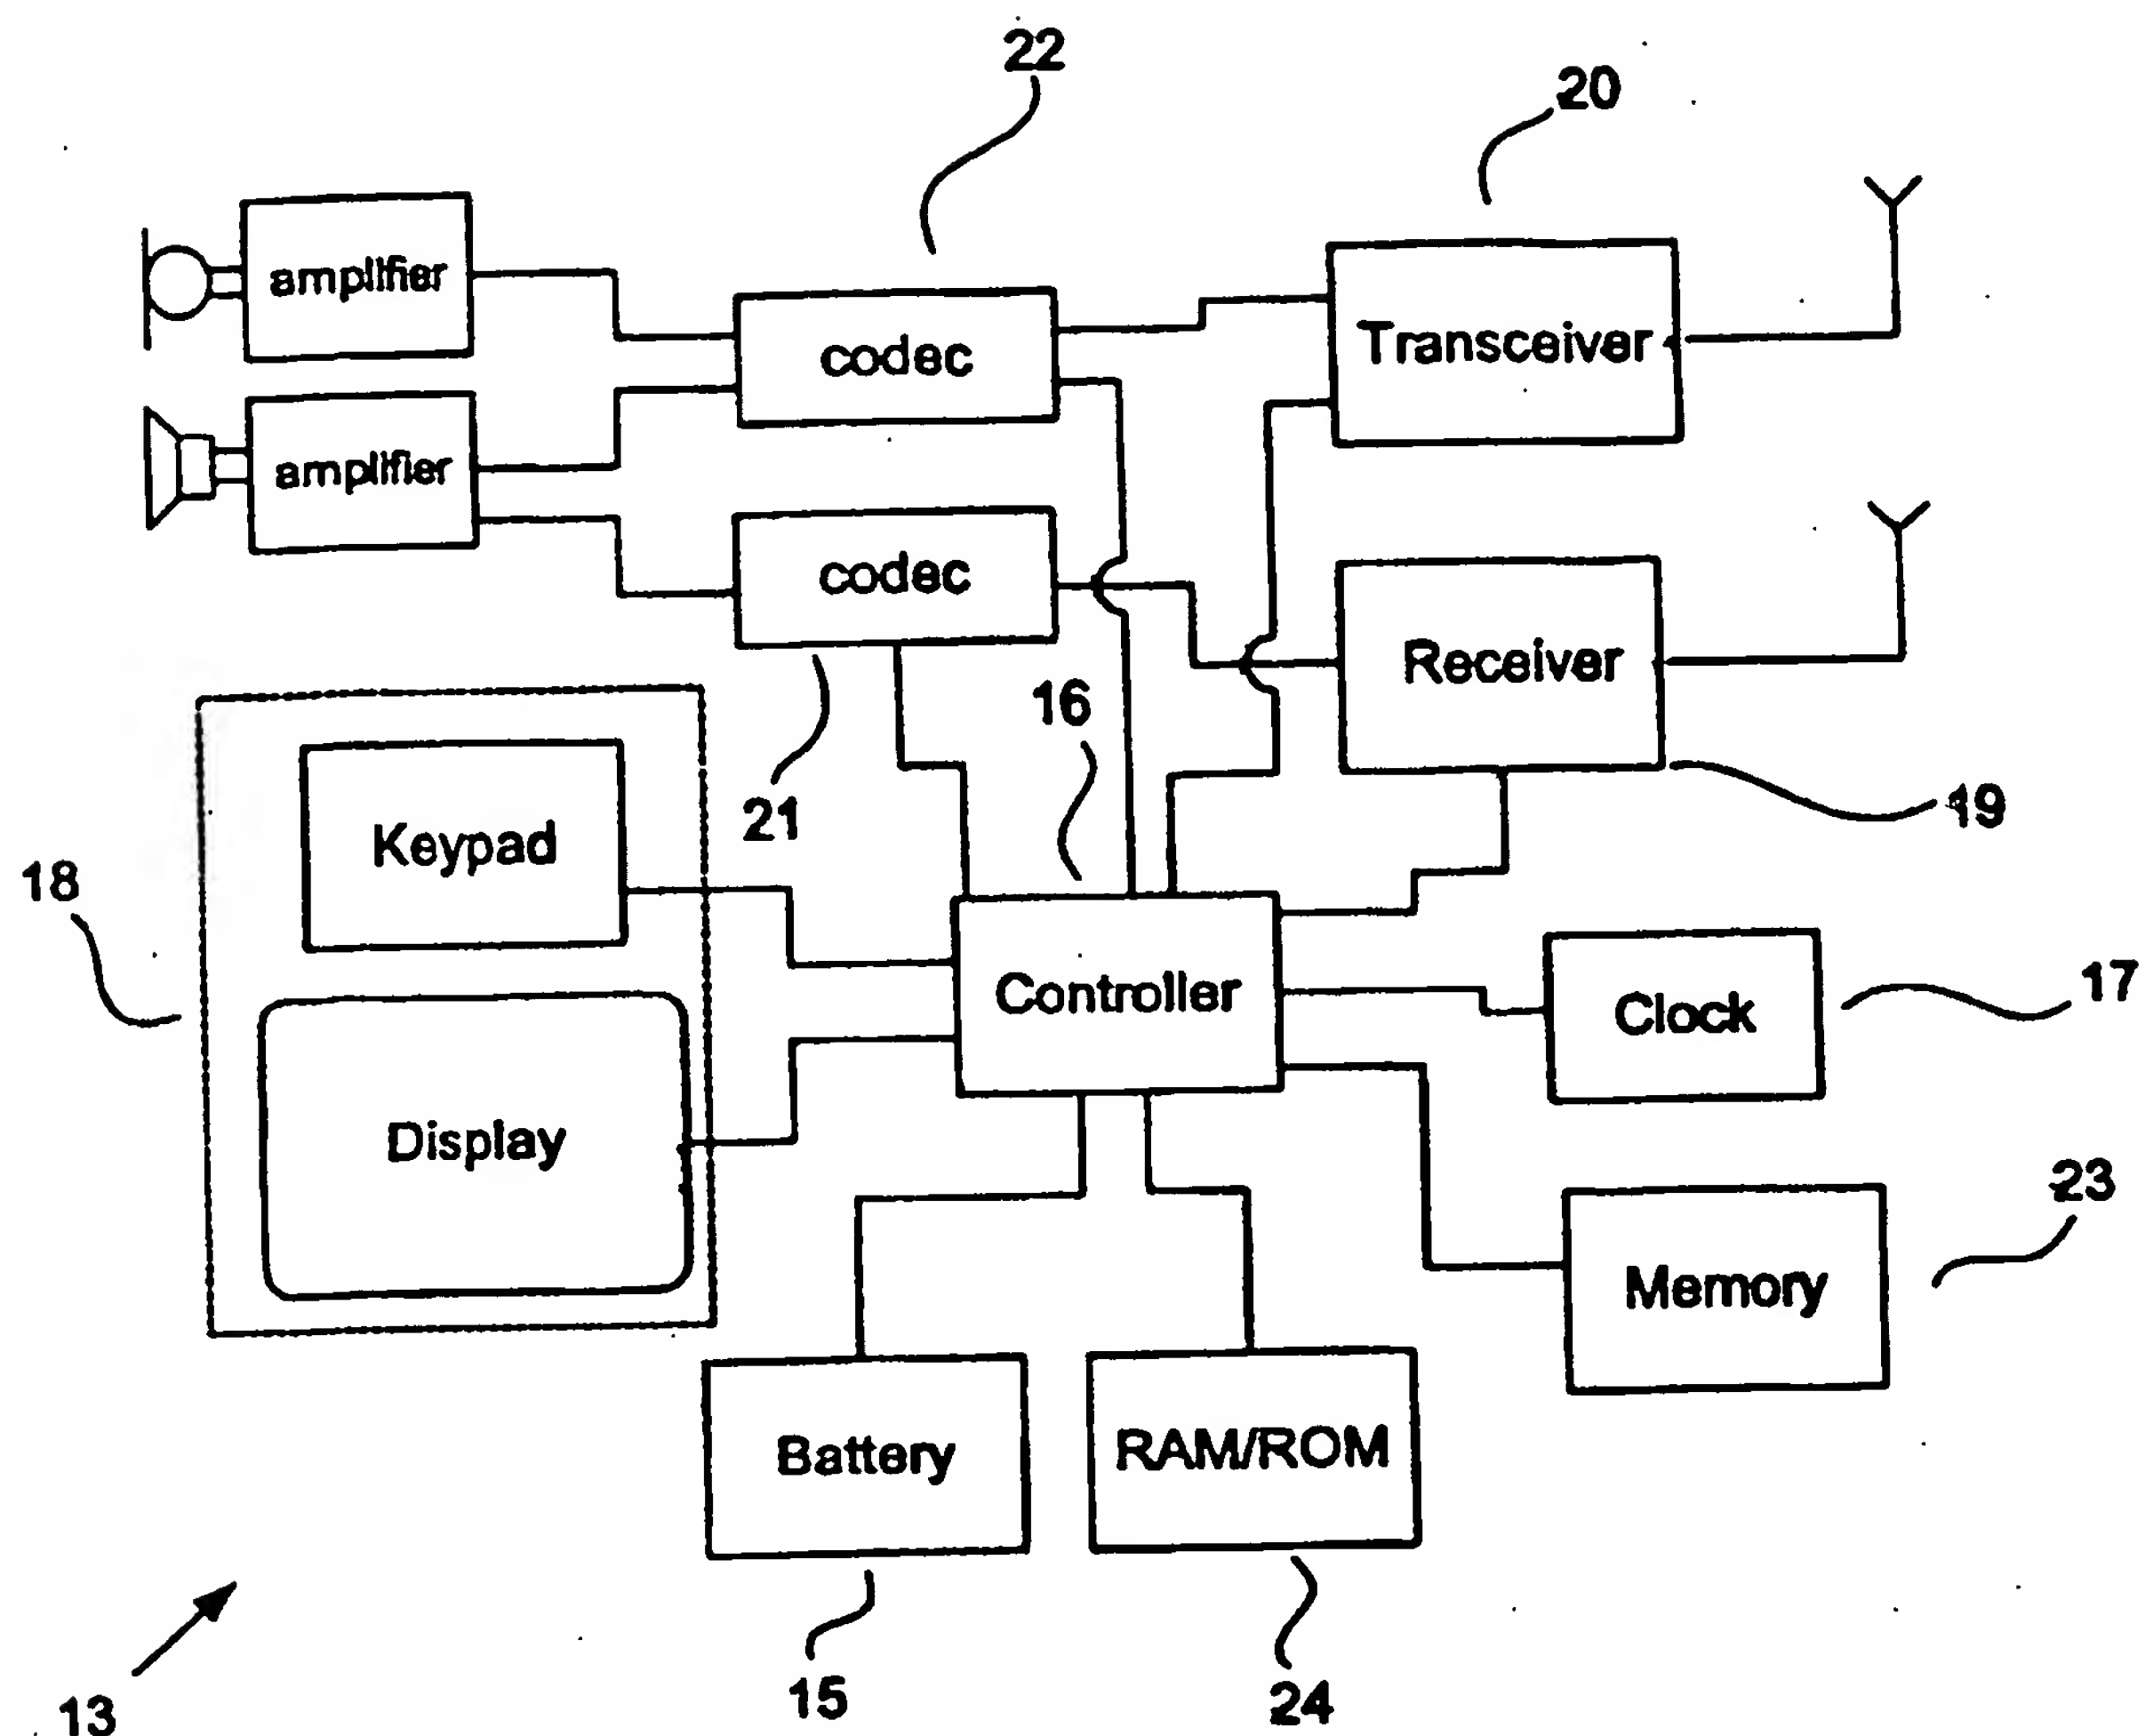 22
20
amplifier
codec
Transceiver
amplifier
codec
Receiver
16
21
19
Keypad
18
Controller
Clock
17
Display
23
Memory
Battery
RAM/ROM
15
24
13